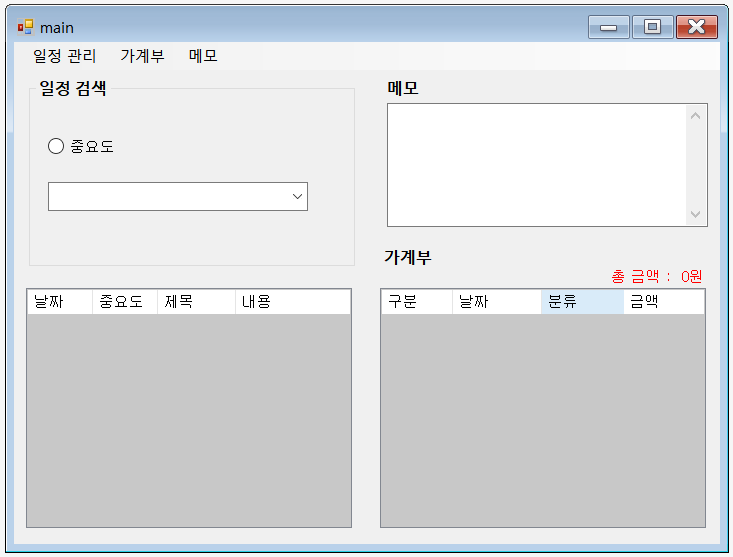 main
일정 관리 가계부 메모
일정 검색
중요도
메모
가계부
총 금액 : 0원
날짜 중요도 제목 내용
구분 날짜 분류 금액